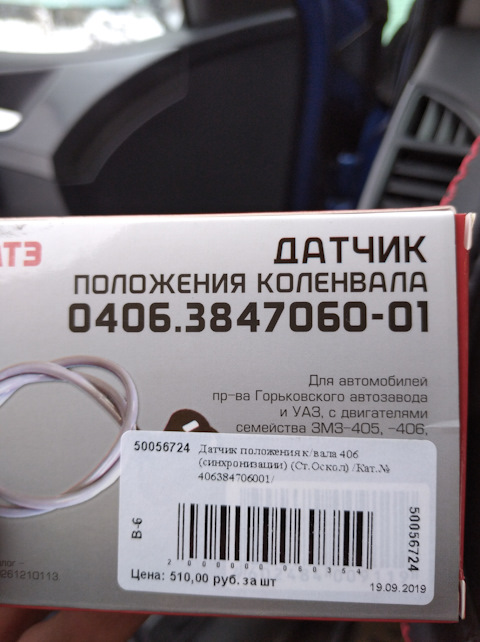 АТЭ
ДАТЧИК
ПОЛОЖЕНИЯ КОЛЕНВАЛА
0406.3847060-01
Для автомобилей
пр-ва Горьковского автозавода
и УАЗ, с двигателями
семейства ЗМЗ-405, -406,
50056724 Датчик положения к/вала 406
(синхронизации) (Ст.Оскол) /Кат.№
406384706001/
В-6
50056724
Цена: 510,00 руб. за шт
19.09.2019
0261210113